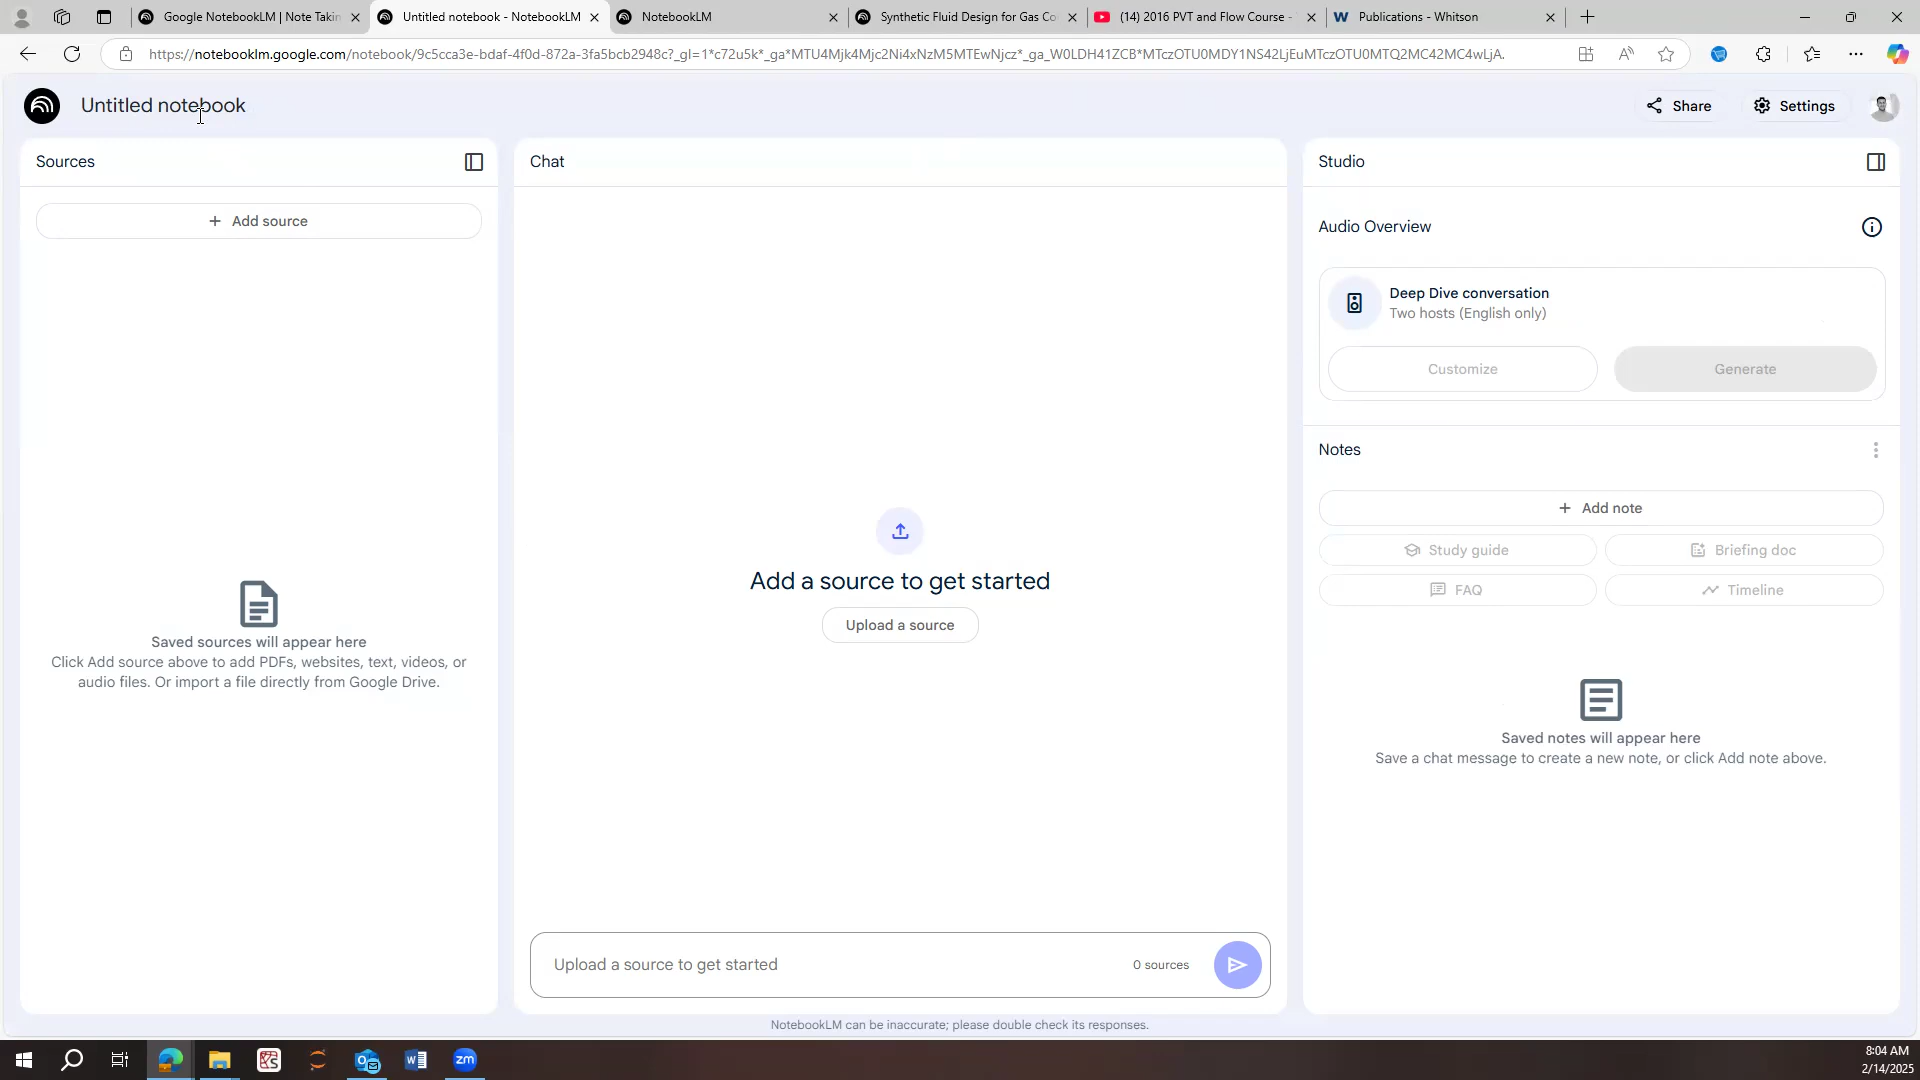 Google NotebookLM | Note Takin
Untitled notebook - NotebookLM
NotebookLM
Synthetic Fluid Design for Gas Co
(14) 2016 PVT and Flow Course -
W Publications - Whitson
https://notebooklm.google.com/notebook/9c5cca3e-bdaf-4f0d-872a-3fa5bcb2948c?_gl=1*c72u5k*_ga*MTU4Mjk4Mjc2Ni4xNzM5MTEwNjcz*_ga_W0LDH41ZCB*MTczOTU0MDY1NS42LjEuMTczOTU0MTQ2MC42MC4wLjA.
Untitled notebook
Share
Settings
Sources
Chat
Studio
+ Add source
Audio Overview
Deep Dive conversation
Two hosts (English only)
Customize
Generate
Notes
+ Add note
Study guide
Briefing doc
FAQ
Timeline
Add a source to get started
Upload a source
Saved sources will appear here
Click Add source above to add PDFs, websites, text, videos, or
audio files. Or import a file directly from Google Drive.
Saved notes will appear here
Save a chat message to create a new note, or click Add note above.
Upload a source to get started
0 sources
NotebookLM can be inaccurate; please double check its responses.
zm
8:04 AM
2/14/2025